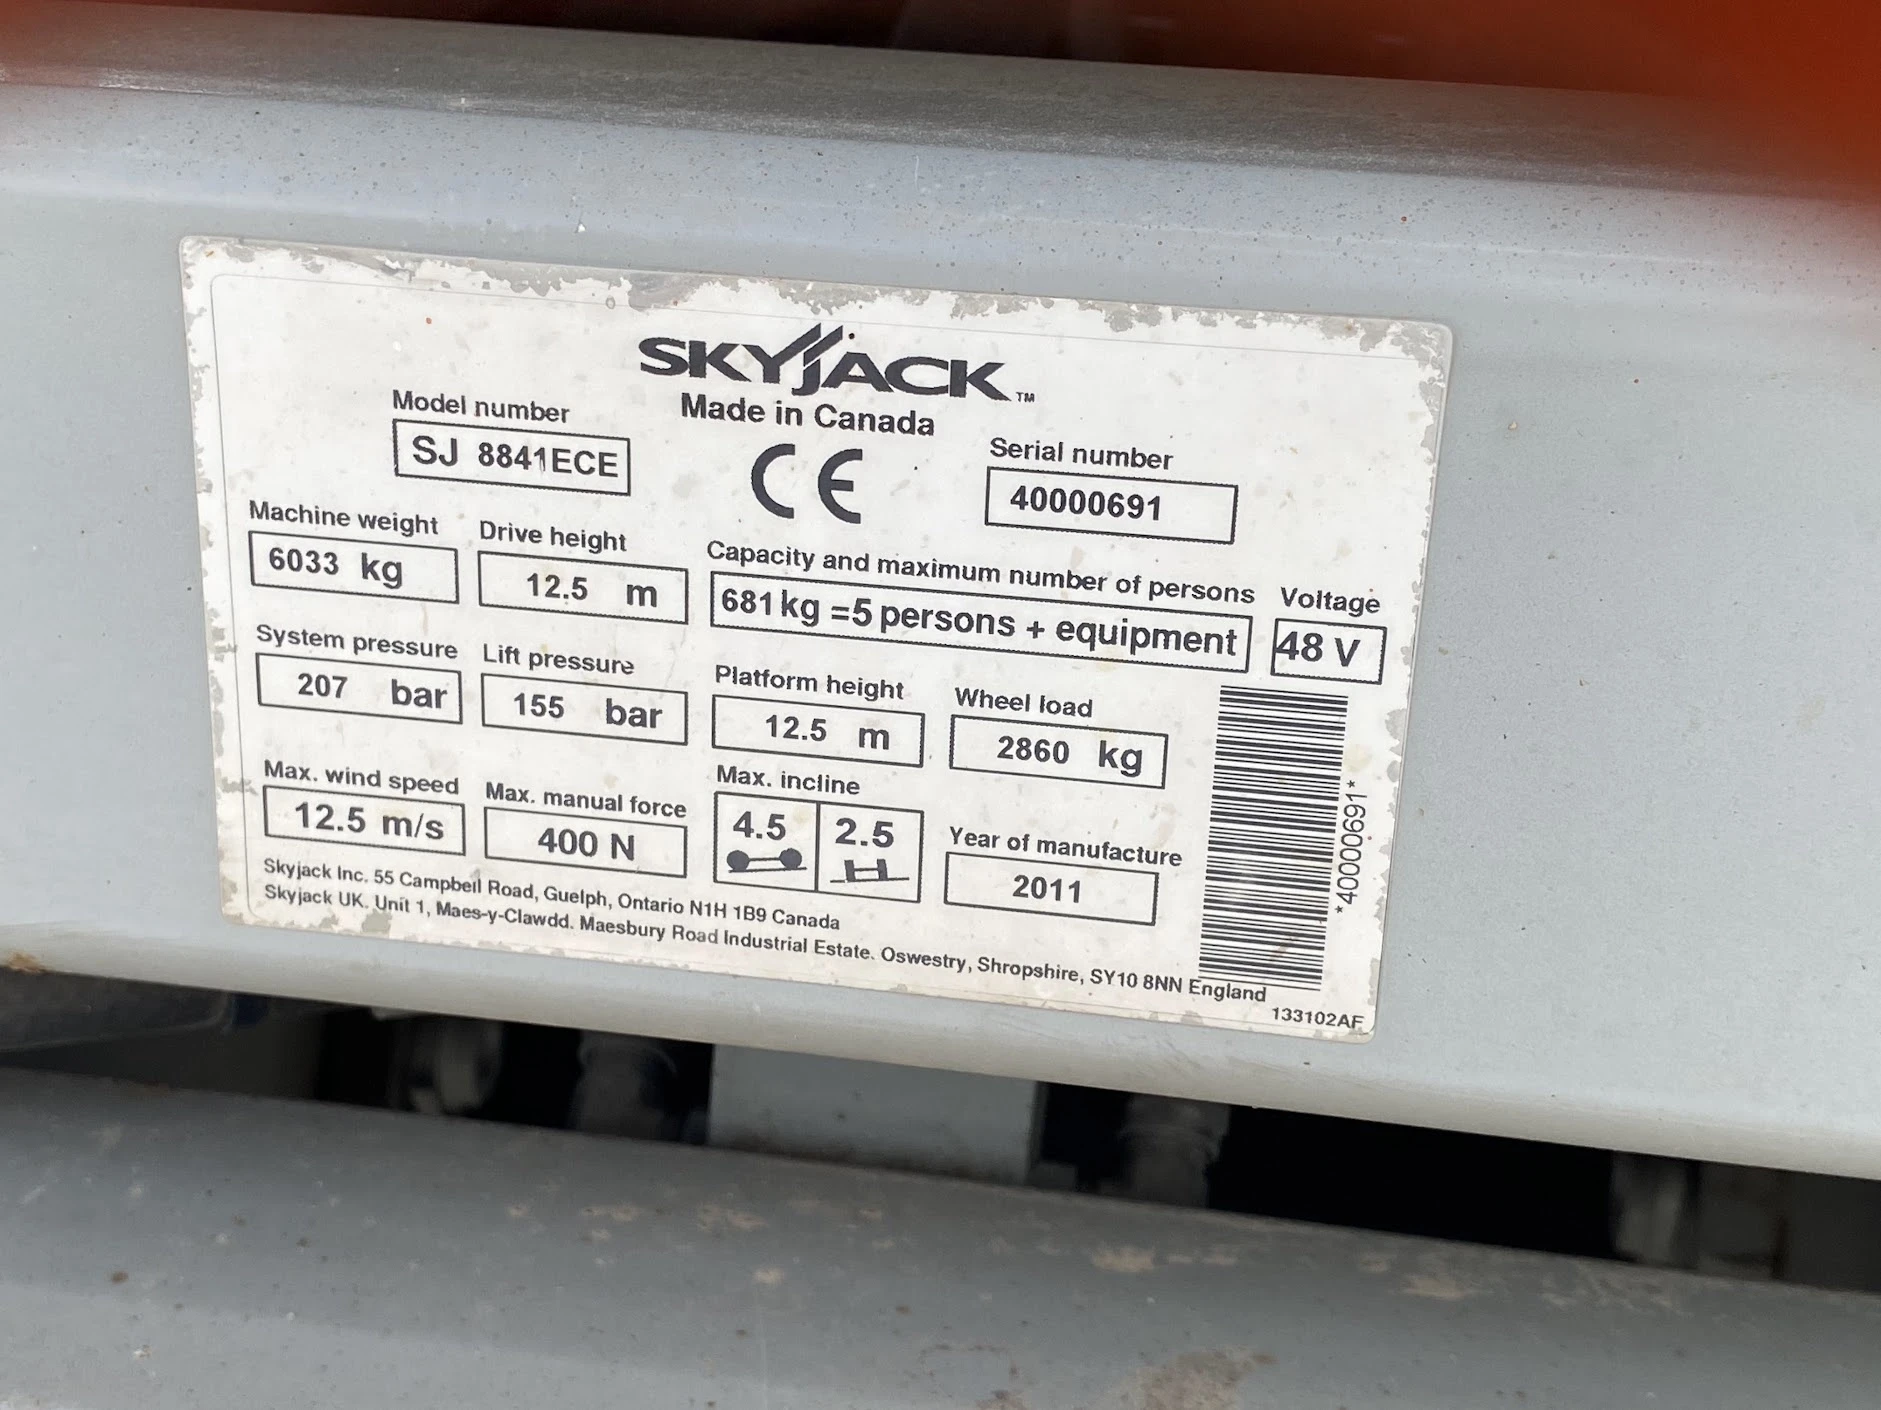 SKYJACK™
Made in Canada
CE
Model number
SJ 8841ECE
Serial number
40000691
Machine weight
6033 kg
Drive height
12.5 m
Capacity and maximum number of persons
681 kg =5 persons + equipment
Voltage
48 V
System pressure
207 bar
Lift pressure
155 bar
Platform height
12.5 m
Wheel load
2860 kg
Max. wind speed
12.5 m/s
Max. manual force
400 N
Max. incline
4.5 2.5
Year of manufacture
2011
*40000691*
Skyjack Inc. 55 Campbell Road, Guelph, Ontario N1H 1B9 Canada
Skyjack UK. Unit 1, Maes-y-Clawdd. Maesbury Road Industrial Estate. Oswestry, Shropshire, SY10 8NN England
133102AF